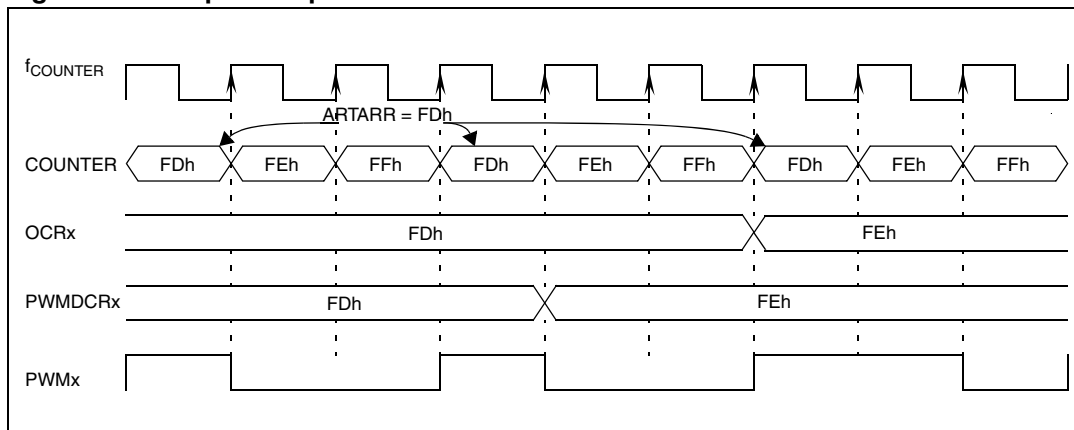 fCOUNTER
ARTARR = FDh
COUNTER FDh FEh FFh FDh FEh FFh FDh FEh FFh
OCRx FDh FEh
PWMDCRx FDh FEh
PWMx